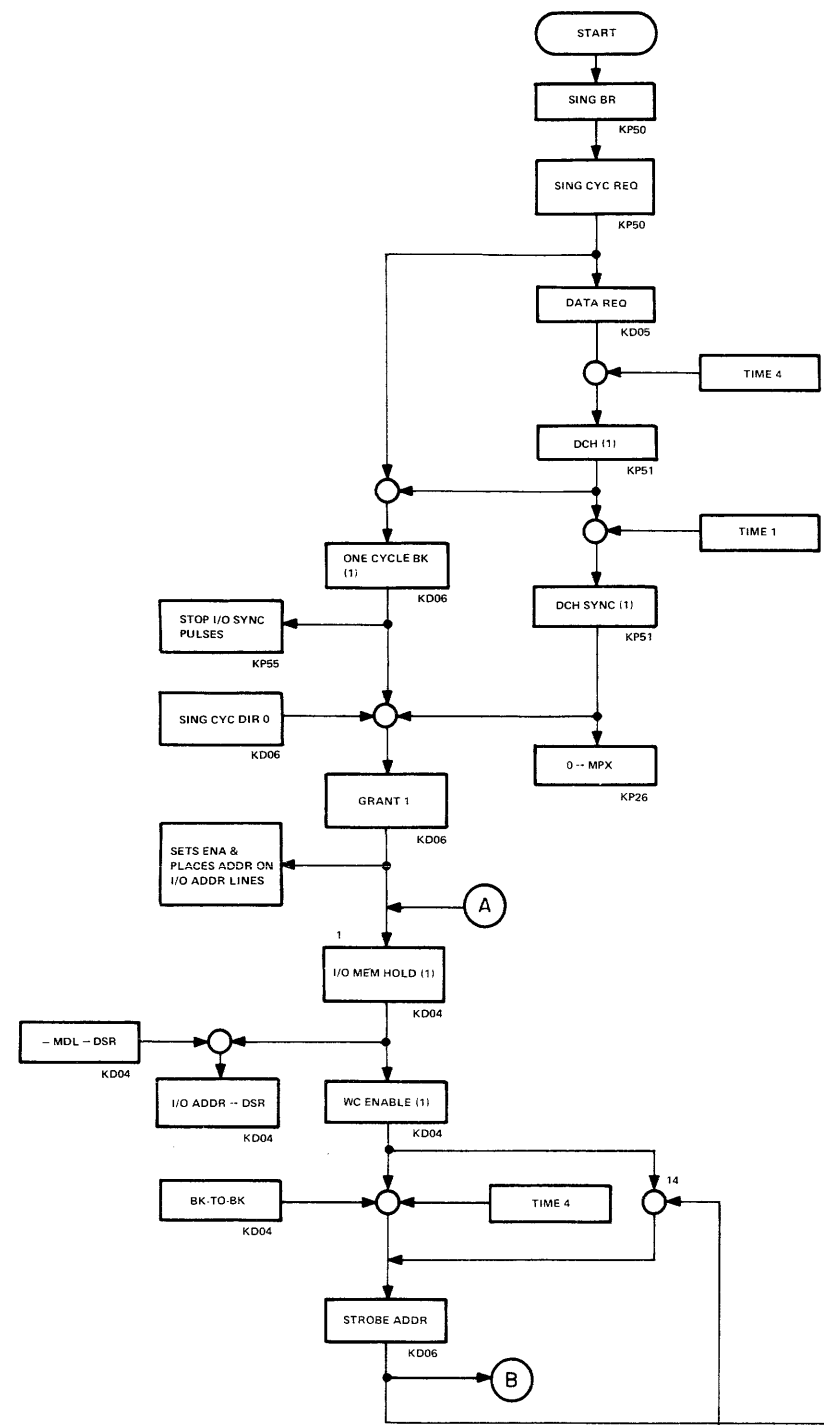 START
SING BR
KP50
SING CYC REQ
KP50
DATA REQ
KD05
TIME 4
DCH (1)
KP51
TIME 1
ONE CYCLE BK
(1)
KD06
DCH SYNC (1)
KP51
STOP I/O SYNC
PULSES
KP55
SING CYC DIR 0
KD06
0 -- MPX
KP26
GRANT 1
KD06
SETS ENA &
PLACES ADDR ON
I/O ADDR LINES
A
1
I/O MEM HOLD (1)
KD04
– MDL – DSR
KD04
I/O ADDR -- DSR
KD04
WC ENABLE (1)
KD04
14
BK-TO-BK
KD04
TIME 4
STROBE ADDR
KD06
B